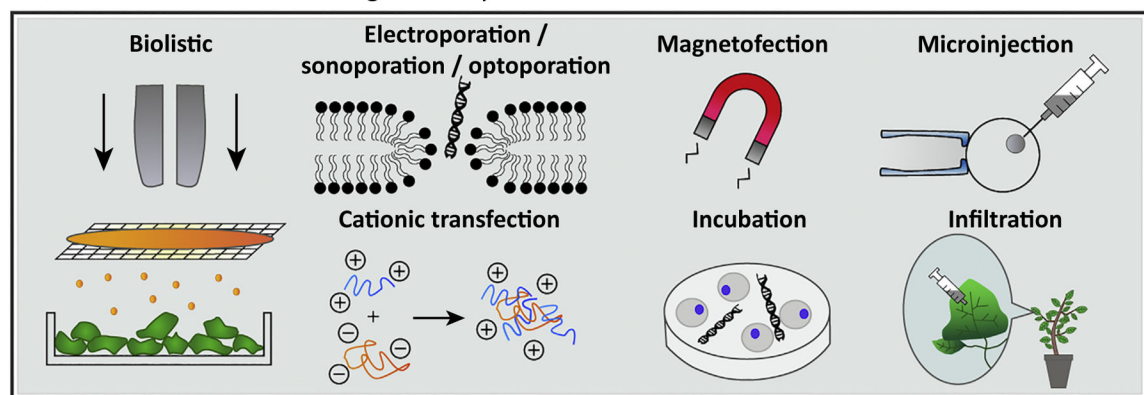 Biolistic
Electroporation /
sonoporation / optoporation
Magnetofection
Microinjection
Cationic transfection
Incubation
Infiltration